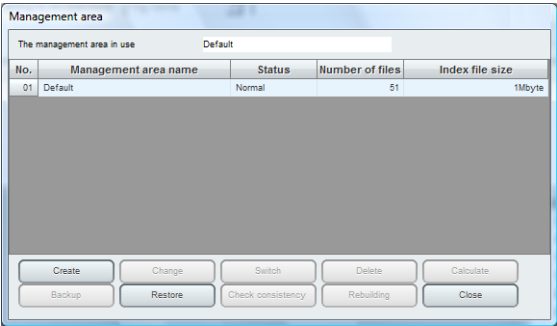 Management area
The management area in use Default
No. Management area name Status Number of files Index file size
01 Default Normal 51 1Mbyte
Create Change Switch Delete Calculate
Backup Restore Check consistency Rebuilding Close